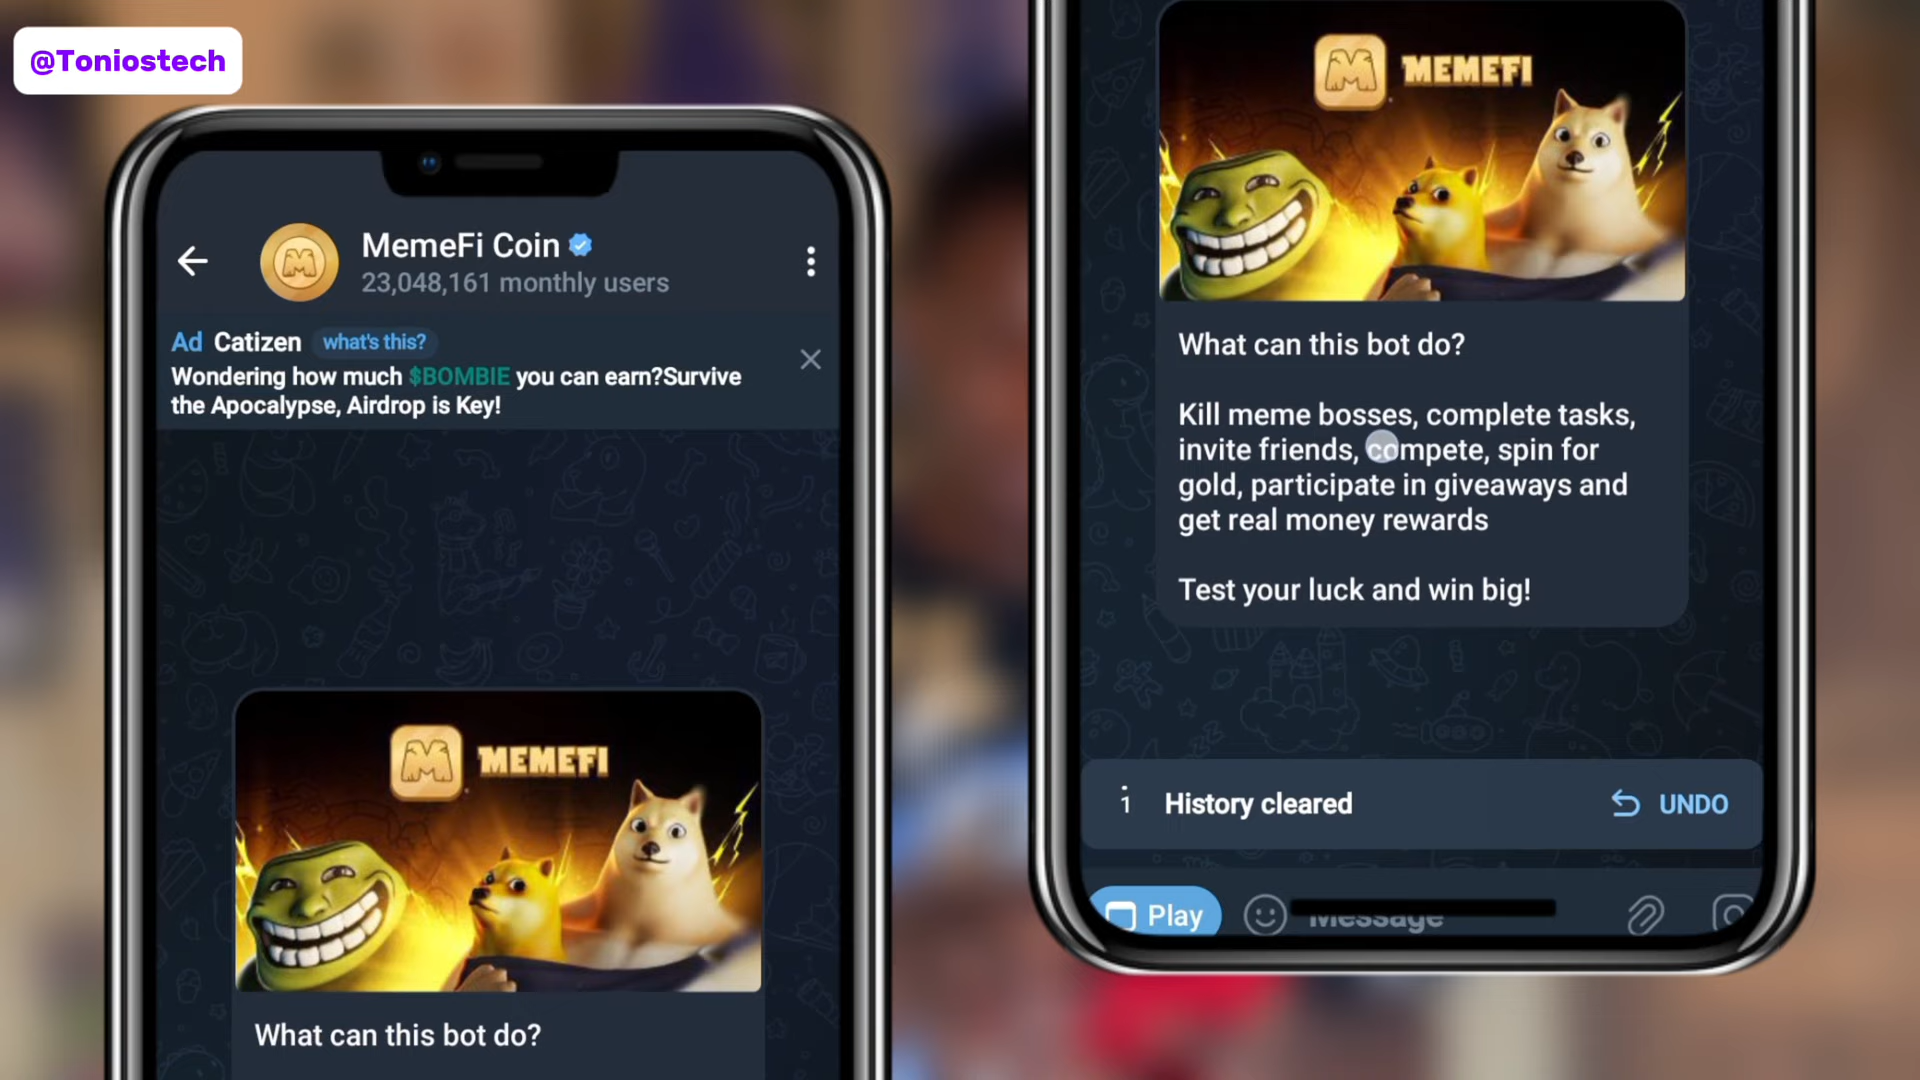 @Toniostech
MemeFi Coin
23,048,161 monthly users
Ad Catizen what's this?
Wondering how much $BOMBIE you can earn?Survive
the Apocalypse, Airdrop is Key!
MEMEFI
What can this bot do?
MEMEFI
What can this bot do?
Kill meme bosses, complete tasks,
invite friends, compete, spin for
gold, participate in giveaways and
get real money rewards
Test your luck and win big!
1 History cleared UNDO
Play Message